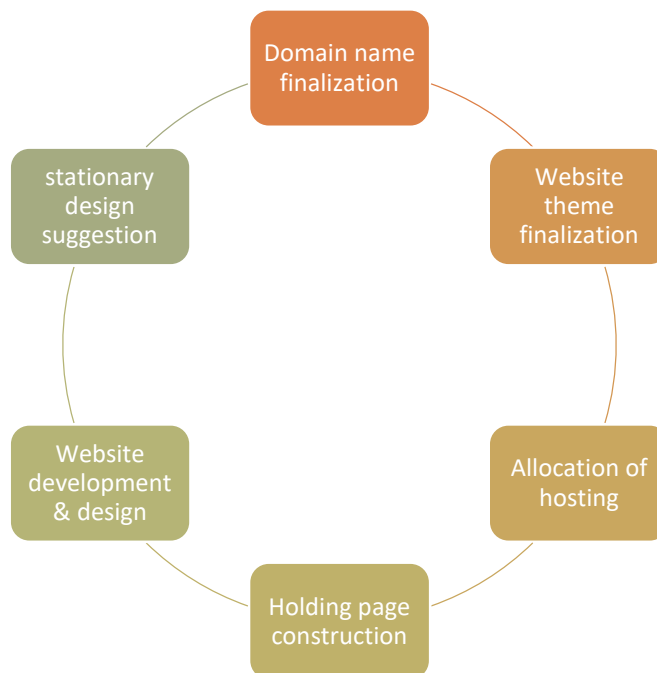 Domain name
finalization
Website
theme
finalization
Allocation of
hosting
Holding page
construction
Website
development
& design
stationary
design
suggestion